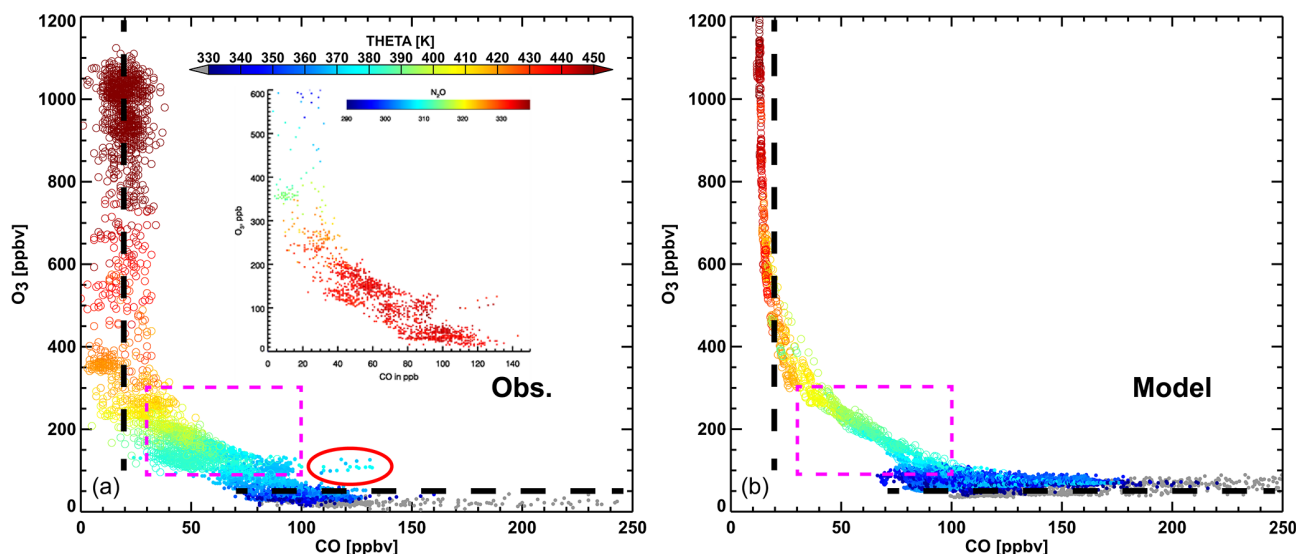 THETA [K]
330 340 350 360 370 380 390 400 410 420 430 440 450
N2O
280 290 300 310 320 330
600
500
400
300
200
100
0
O3, ppb
0 20 40 60 80 100 120 140
CO in ppb
1200
1000
800
600
400
200
0
O3 [ppbv]
Obs.
(a)
0 50 100 150 200 250
CO [ppbv]
1200
1000
800
600
400
200
0
O3 [ppbv]
Model
(b)
0 50 100 150 200 250
CO [ppbv]